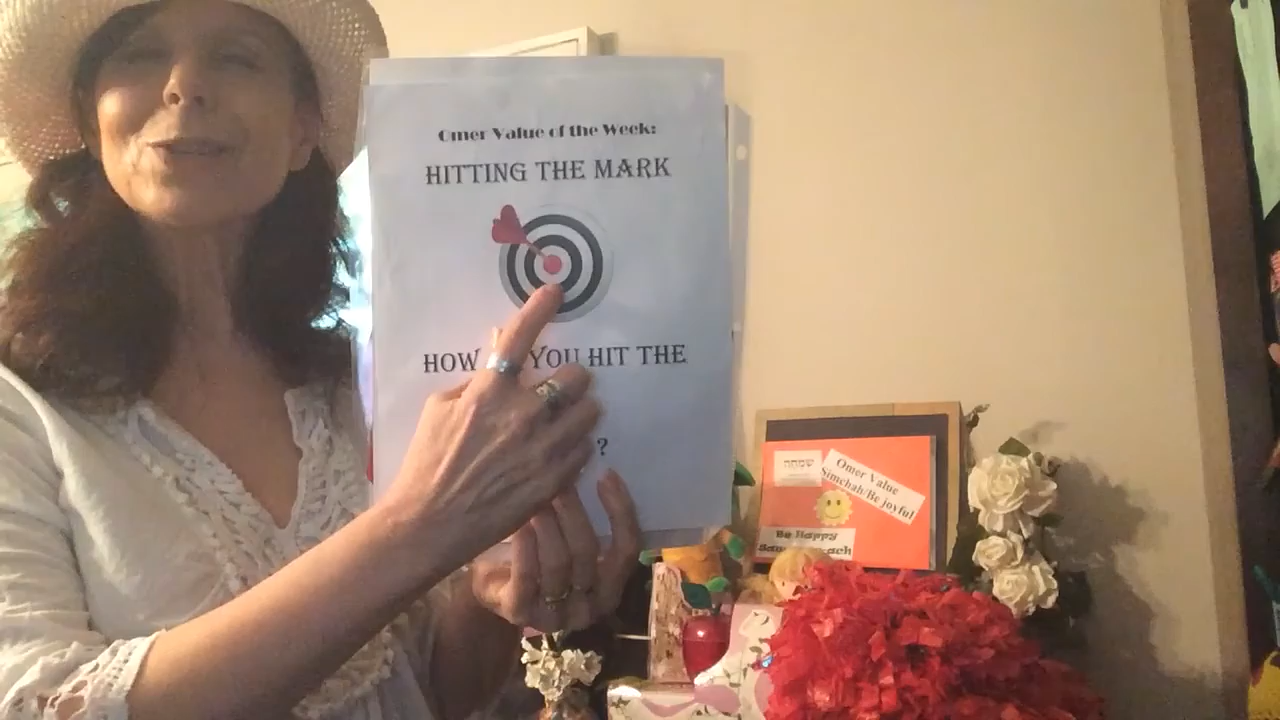 Omer Value of the Week:
HITTING THE MARK
HOW YOU HIT THE
?
שמחה
Omer Value
Simchah/Be joyful
Be Happy